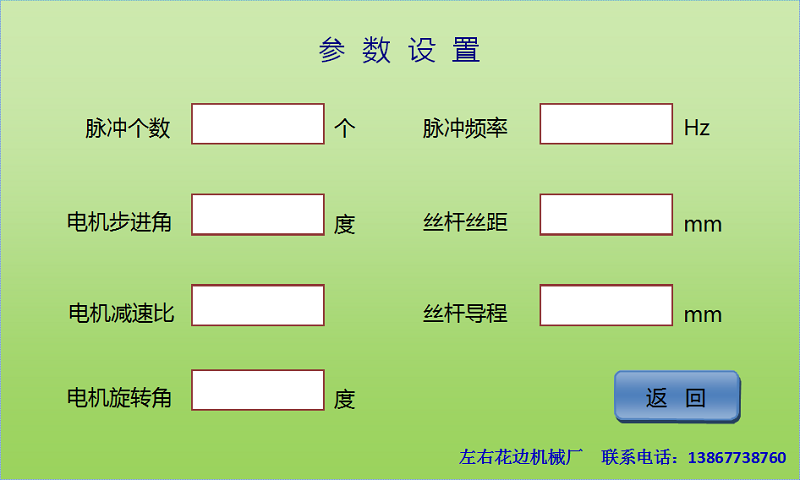 参 数 设 置
脉冲个数 个 脉冲频率 Hz
电机步进角 度 丝杆丝距 mm
电机减速比 丝杆导程 mm
电机旋转角 度 返 回
左右花边机械厂 联系电话：13867738760